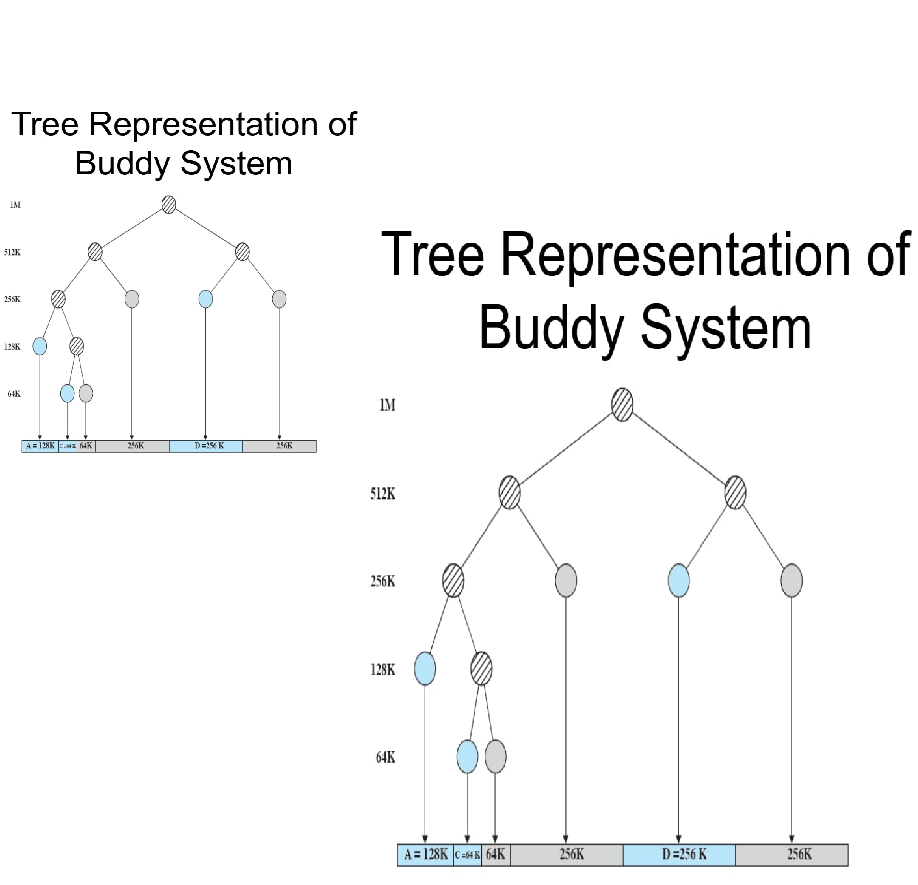 Tree Representation of
Buddy System
1M
512K
256K
128K
64K
A = 128K C =64 K 64K 256K D =256 K 256K
Tree Representation of
Buddy System
1M
512K
256K
128K
64K
A = 128K C =64 K 64K 256K D =256 K 256K